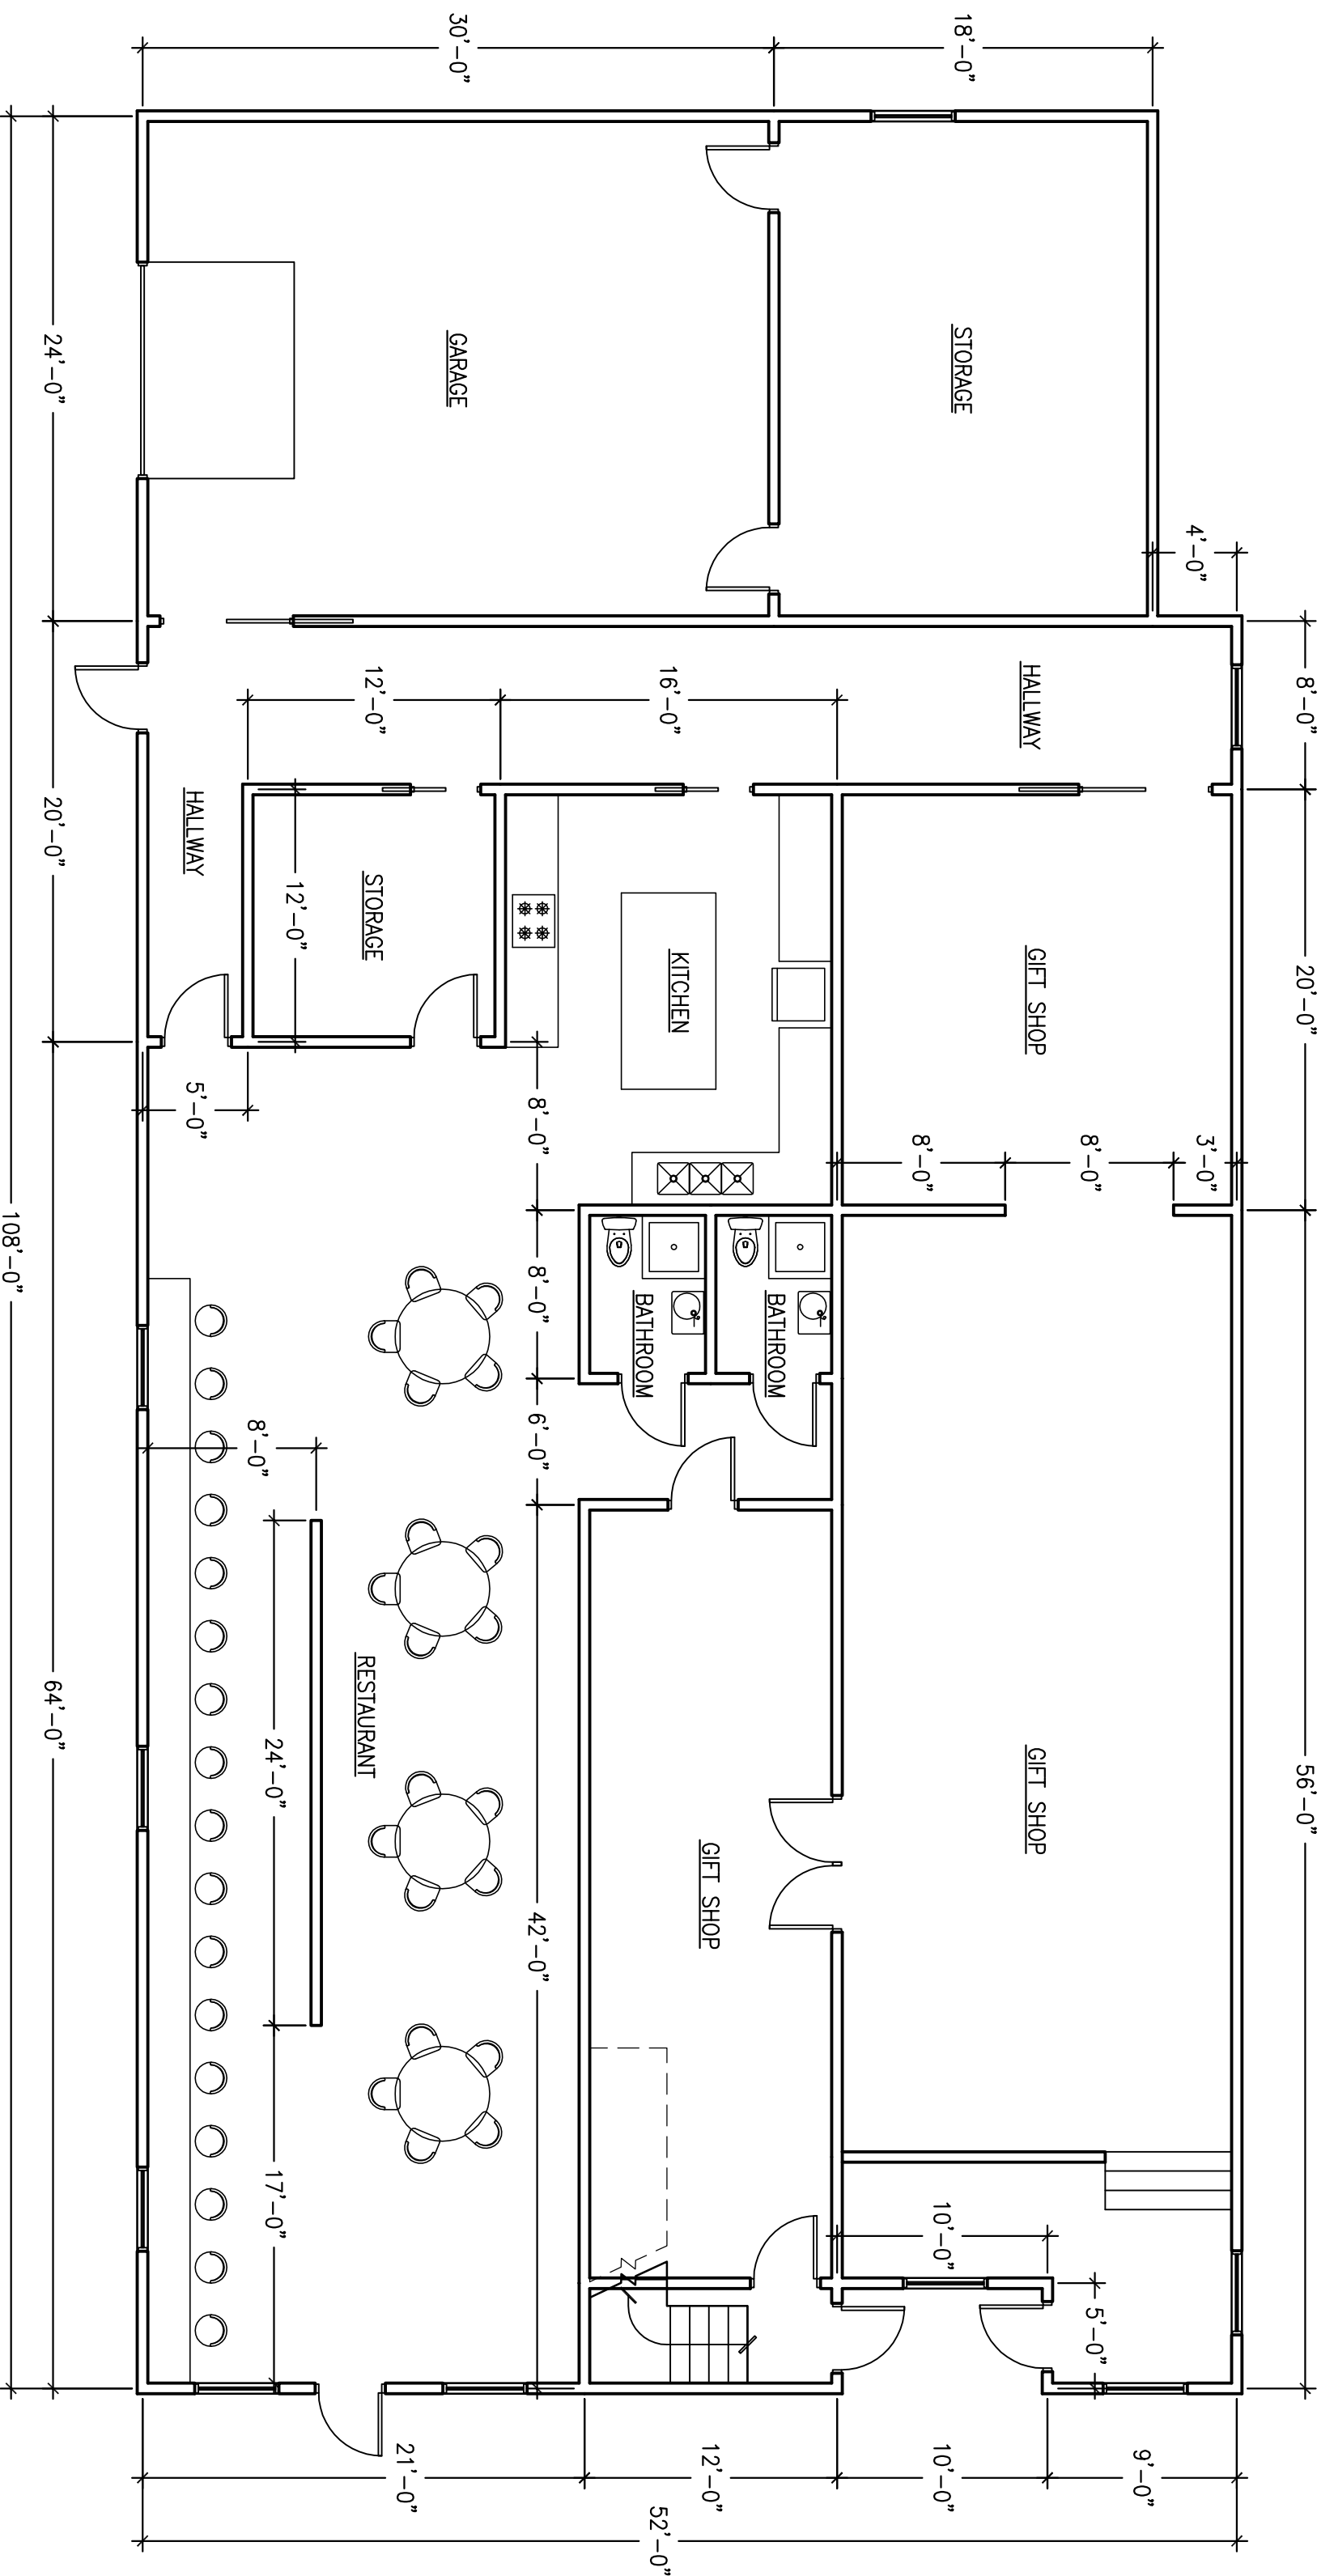 8'-0"
20'-0"
56'-0"
4'-0"
3'-0"
9'-0"
8'-0"
5'-0"
HALLWAY
GIFT SHOP
GIFT SHOP
18'-0"
STORAGE
10'-0"
10'-0"
8'-0"
BATHROOM
GIFT SHOP
12'-0"
16'-0"
KITCHEN
52'-0"
BATHROOM
8'-0"
8'-0"
6'-0"
42'-0"
30'-0"
GARAGE
21'-0"
12'-0"
STORAGE
RESTAURANT
12'-0"
24'-0"
17'-0"
8'-0"
HALLWAY
5'-0"
24'-0"
20'-0"
64'-0"
108'-0"